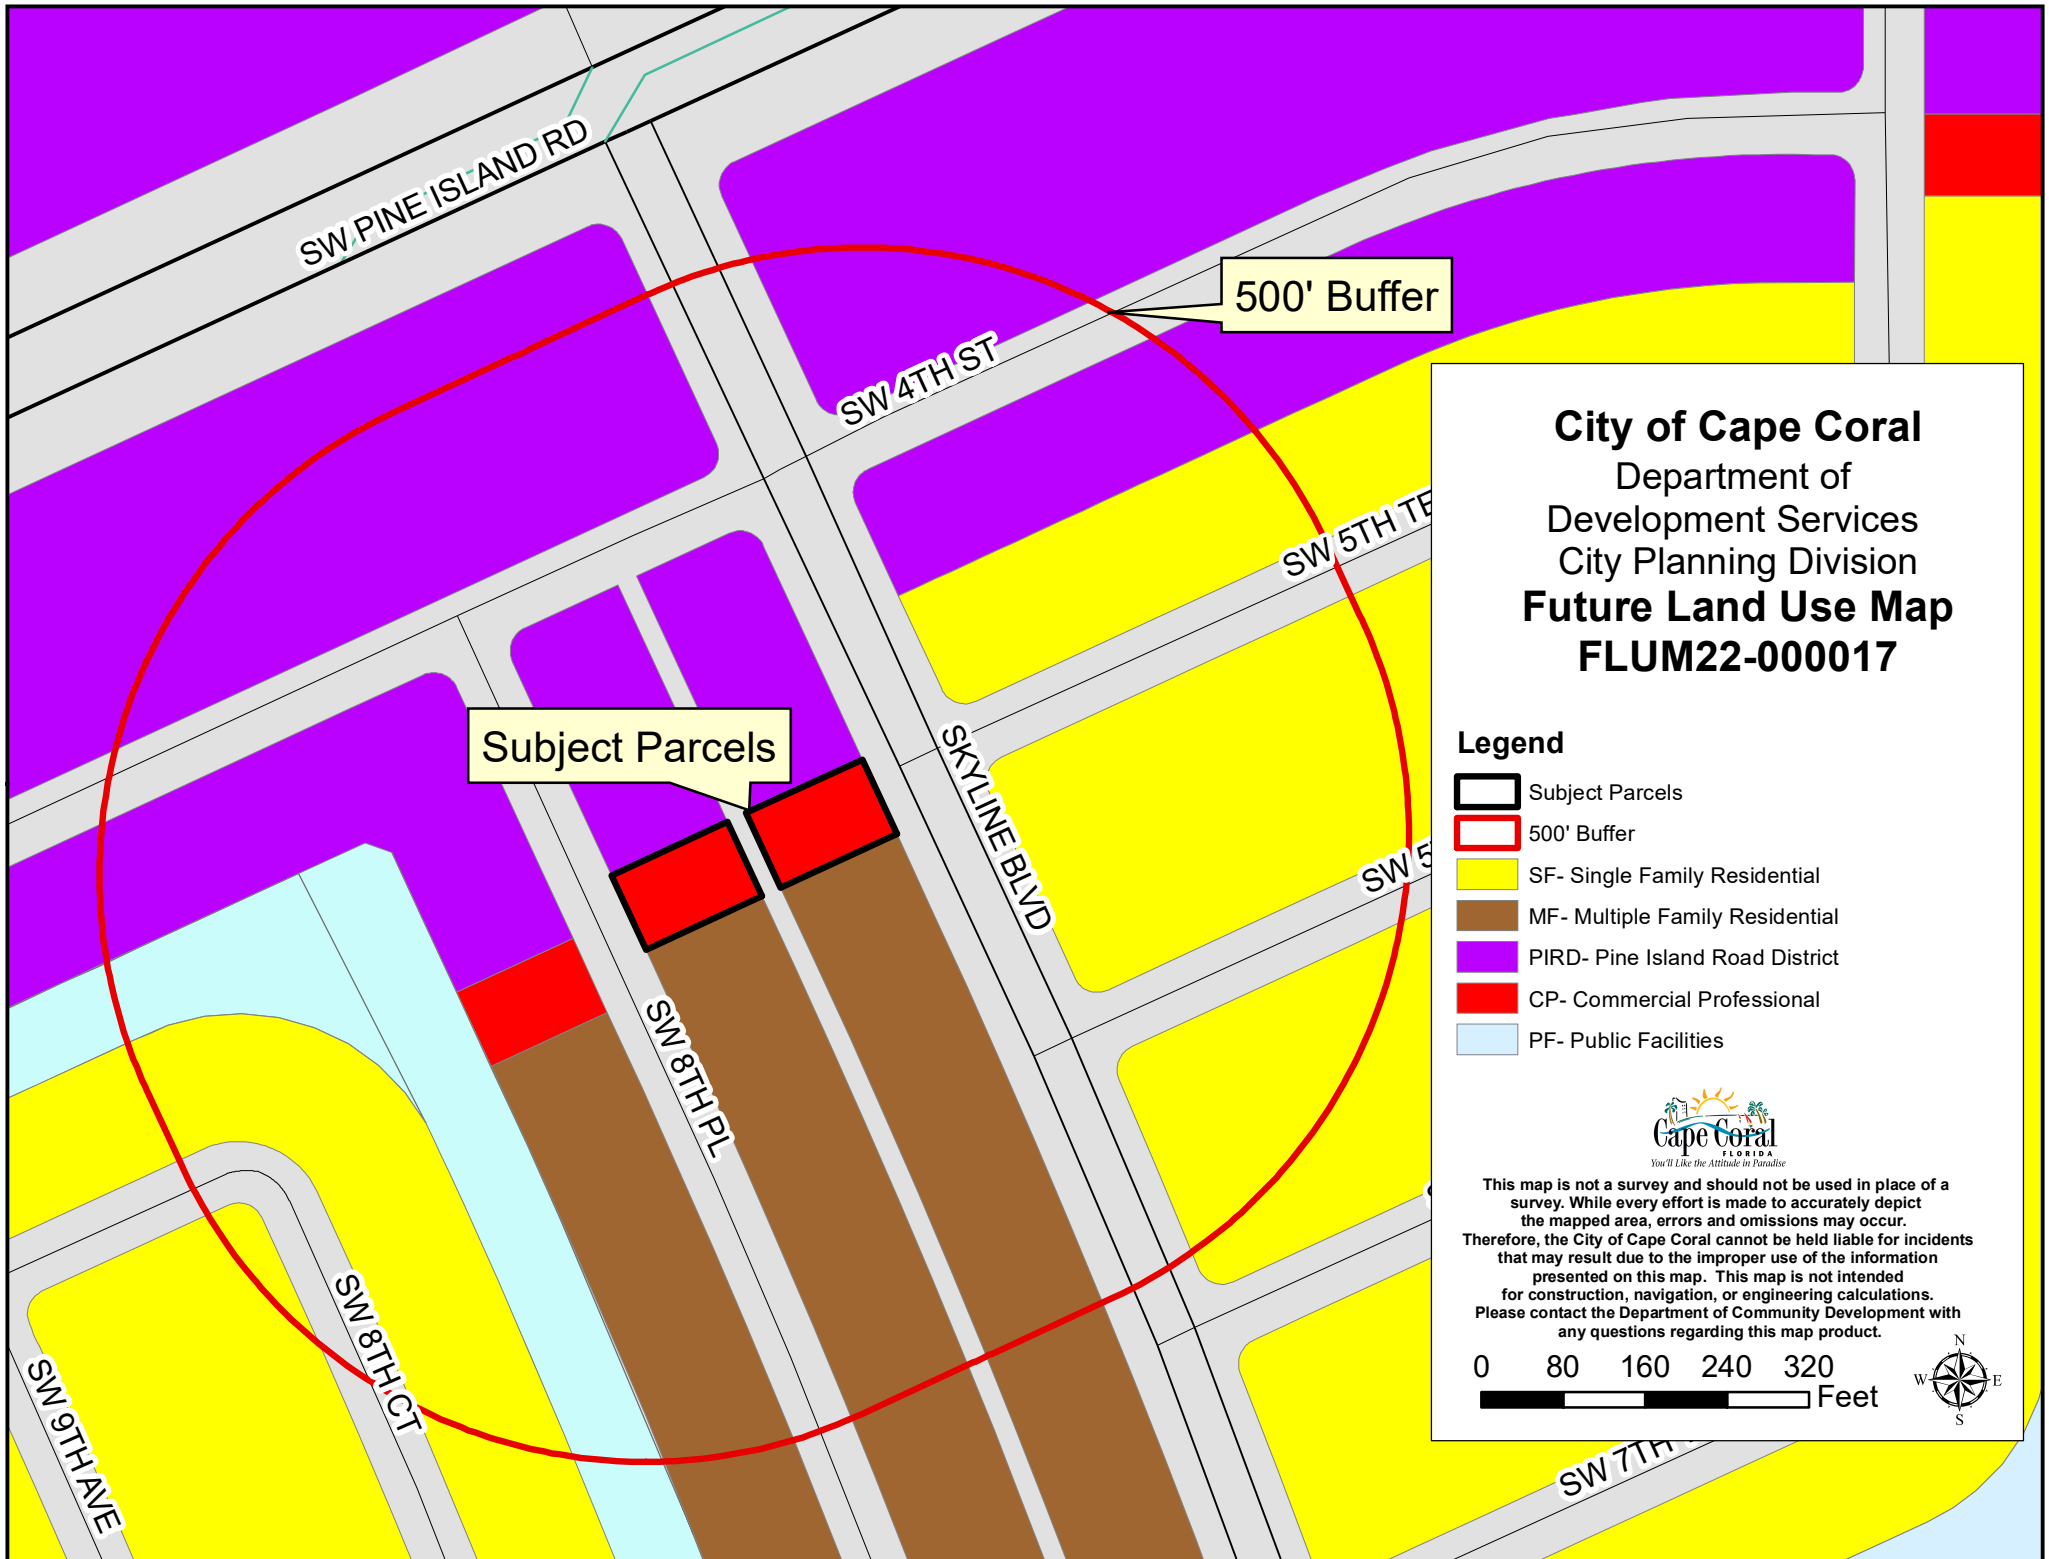 SW PINE ISLAND RD
500' Buffer
SW 4TH ST
SW 5TH
Subject Parcels
SKYLINE BLVD
SW
SW 8TH PL
SW 8TH CT
SW 9TH AVE
SW 7TH
City of Cape Coral
Department of
Development Services
City Planning Division
Future Land Use Map
FLUM22-000017
Legend
Subject Parcels
500' Buffer
SF- Single Family Residential
MF- Multiple Family Residential
PIRD- Pine Island Road District
CP- Commercial Professional
PF- Public Facilities
Cape Coral
FLORIDA
You'll Like the Attitude in Paradise
This map is not a survey and should not be used in place of a
survey. While every effort is made to accurately depict
the mapped area, errors and omissions may occur.
Therefore, the City of Cape Coral cannot be held liable for incidents
that may result due to the improper use of the information
presented on this map. This map is not intended
for construction, navigation, or engineering calculations.
Please contact the Department of Community Development with
any questions regarding this map product.
0 80 160 240 320
Feet
N
W E
S